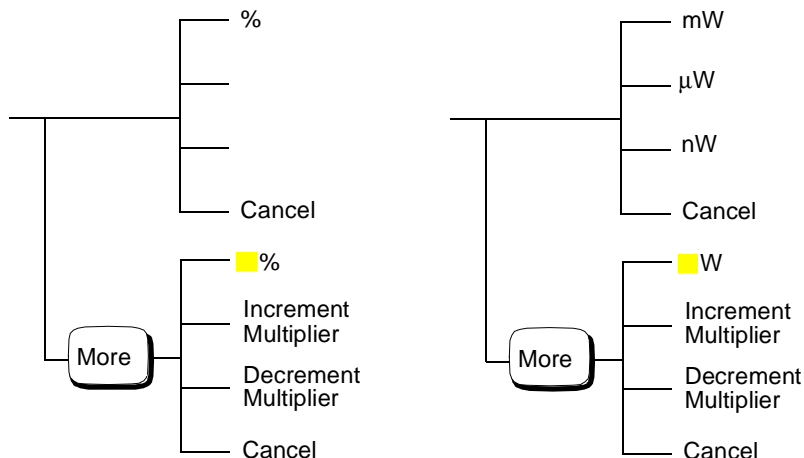 %
Cancel
%
Increment
Multiplier
More
Decrement
Multiplier
Cancel
mW
μW
nW
Cancel
W
Increment
Multiplier
More
Decrement
Multiplier
Cancel